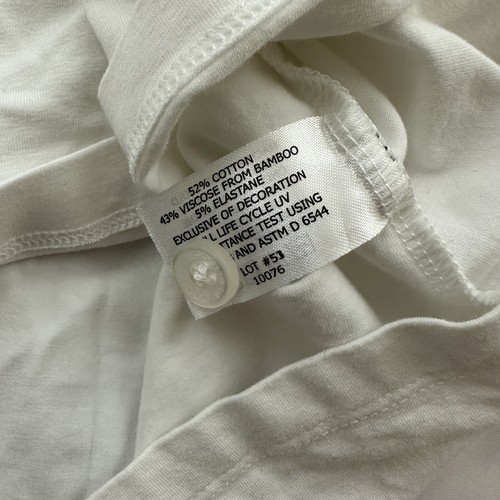 52% COTTON
43% VISCOSE FROM BAMBOO
5% ELASTANE
EXCLUSIVE OF DECORATION
LIFE CYCLE UV
TEST USING
AND ASTM D 6544
LOT #53
10076